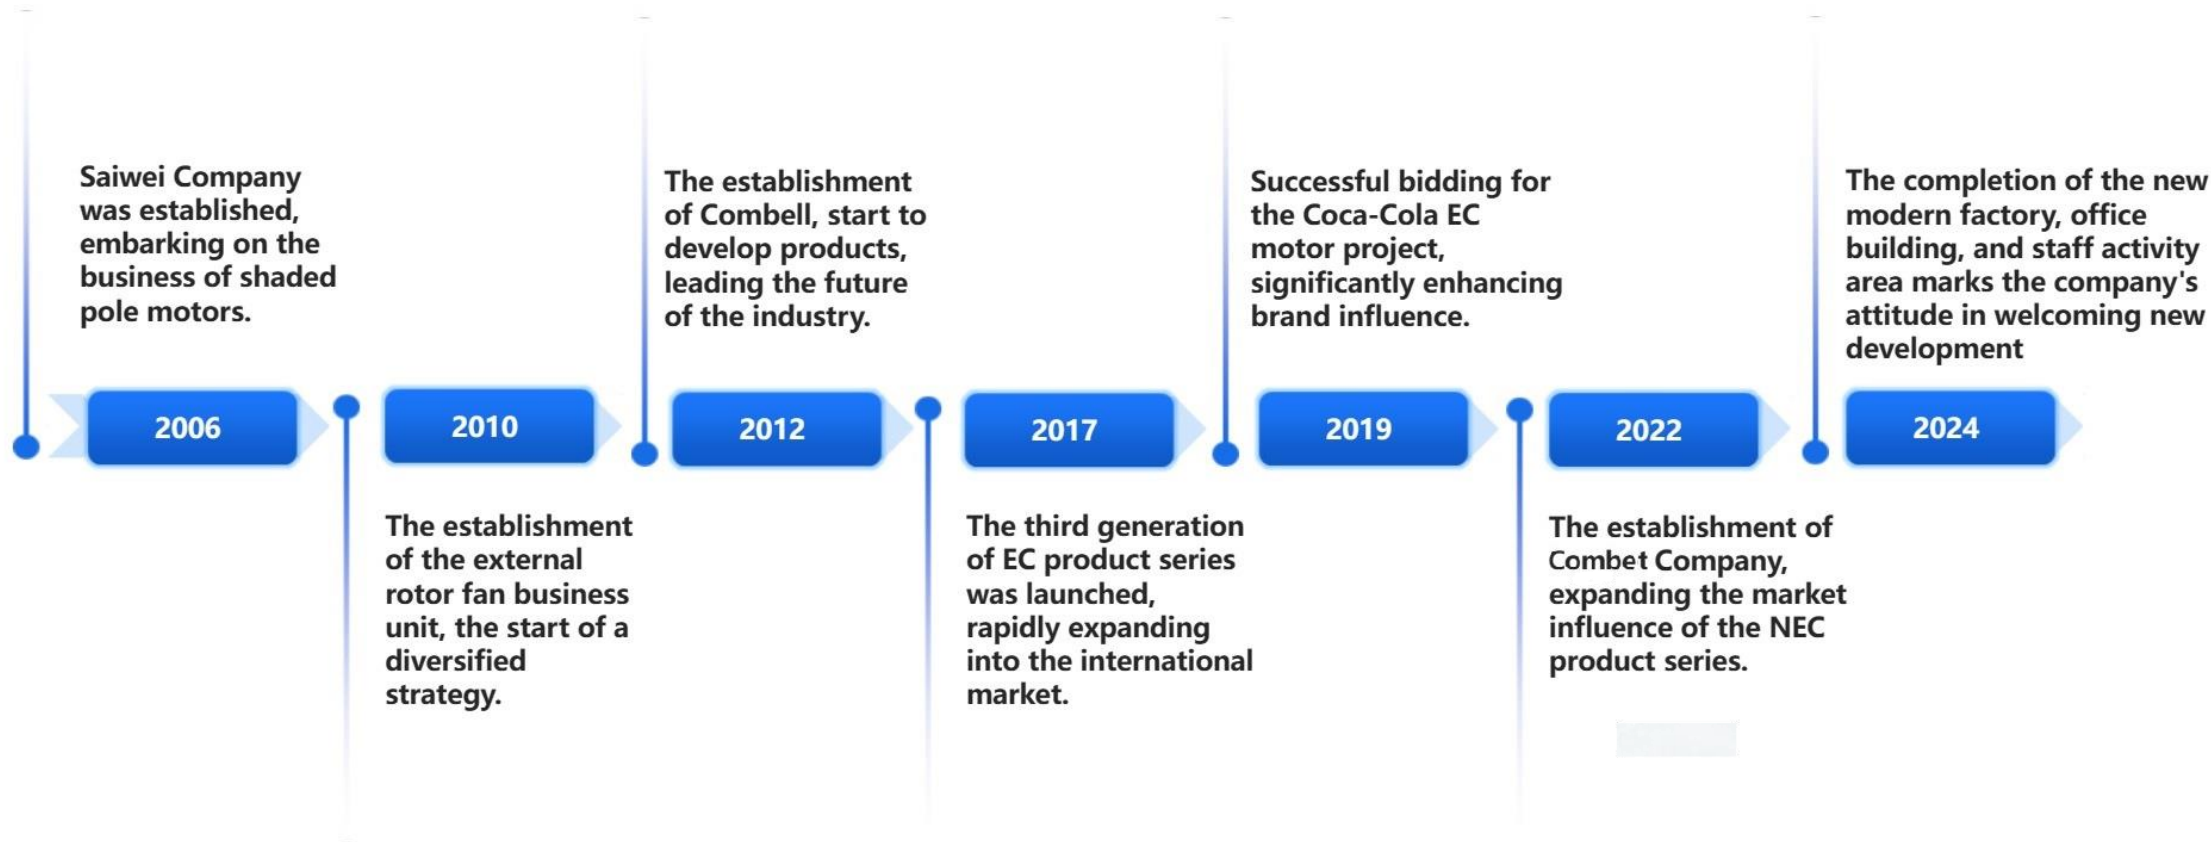 Saiwei Company
was established,
embarking on the
business of shaded
pole motors.
2006
2010
The establishment
of the external
rotor fan business
unit, the start of a
diversified
strategy.
The establishment
of Combell, start to
develop products,
leading the future
of the industry.
2012
2017
The third generation
of EC product series
was launched,
rapidly expanding
into the international
market.
Successful bidding for
the Coca-Cola EC
motor project,
significantly enhancing
brand influence.
2019
2022
The establishment of
Combet Company,
expanding the market
influence of the NEC
product series.
The completion of the new
modern factory, office
building, and staff activity
area marks the company's
attitude in welcoming new
development
2024